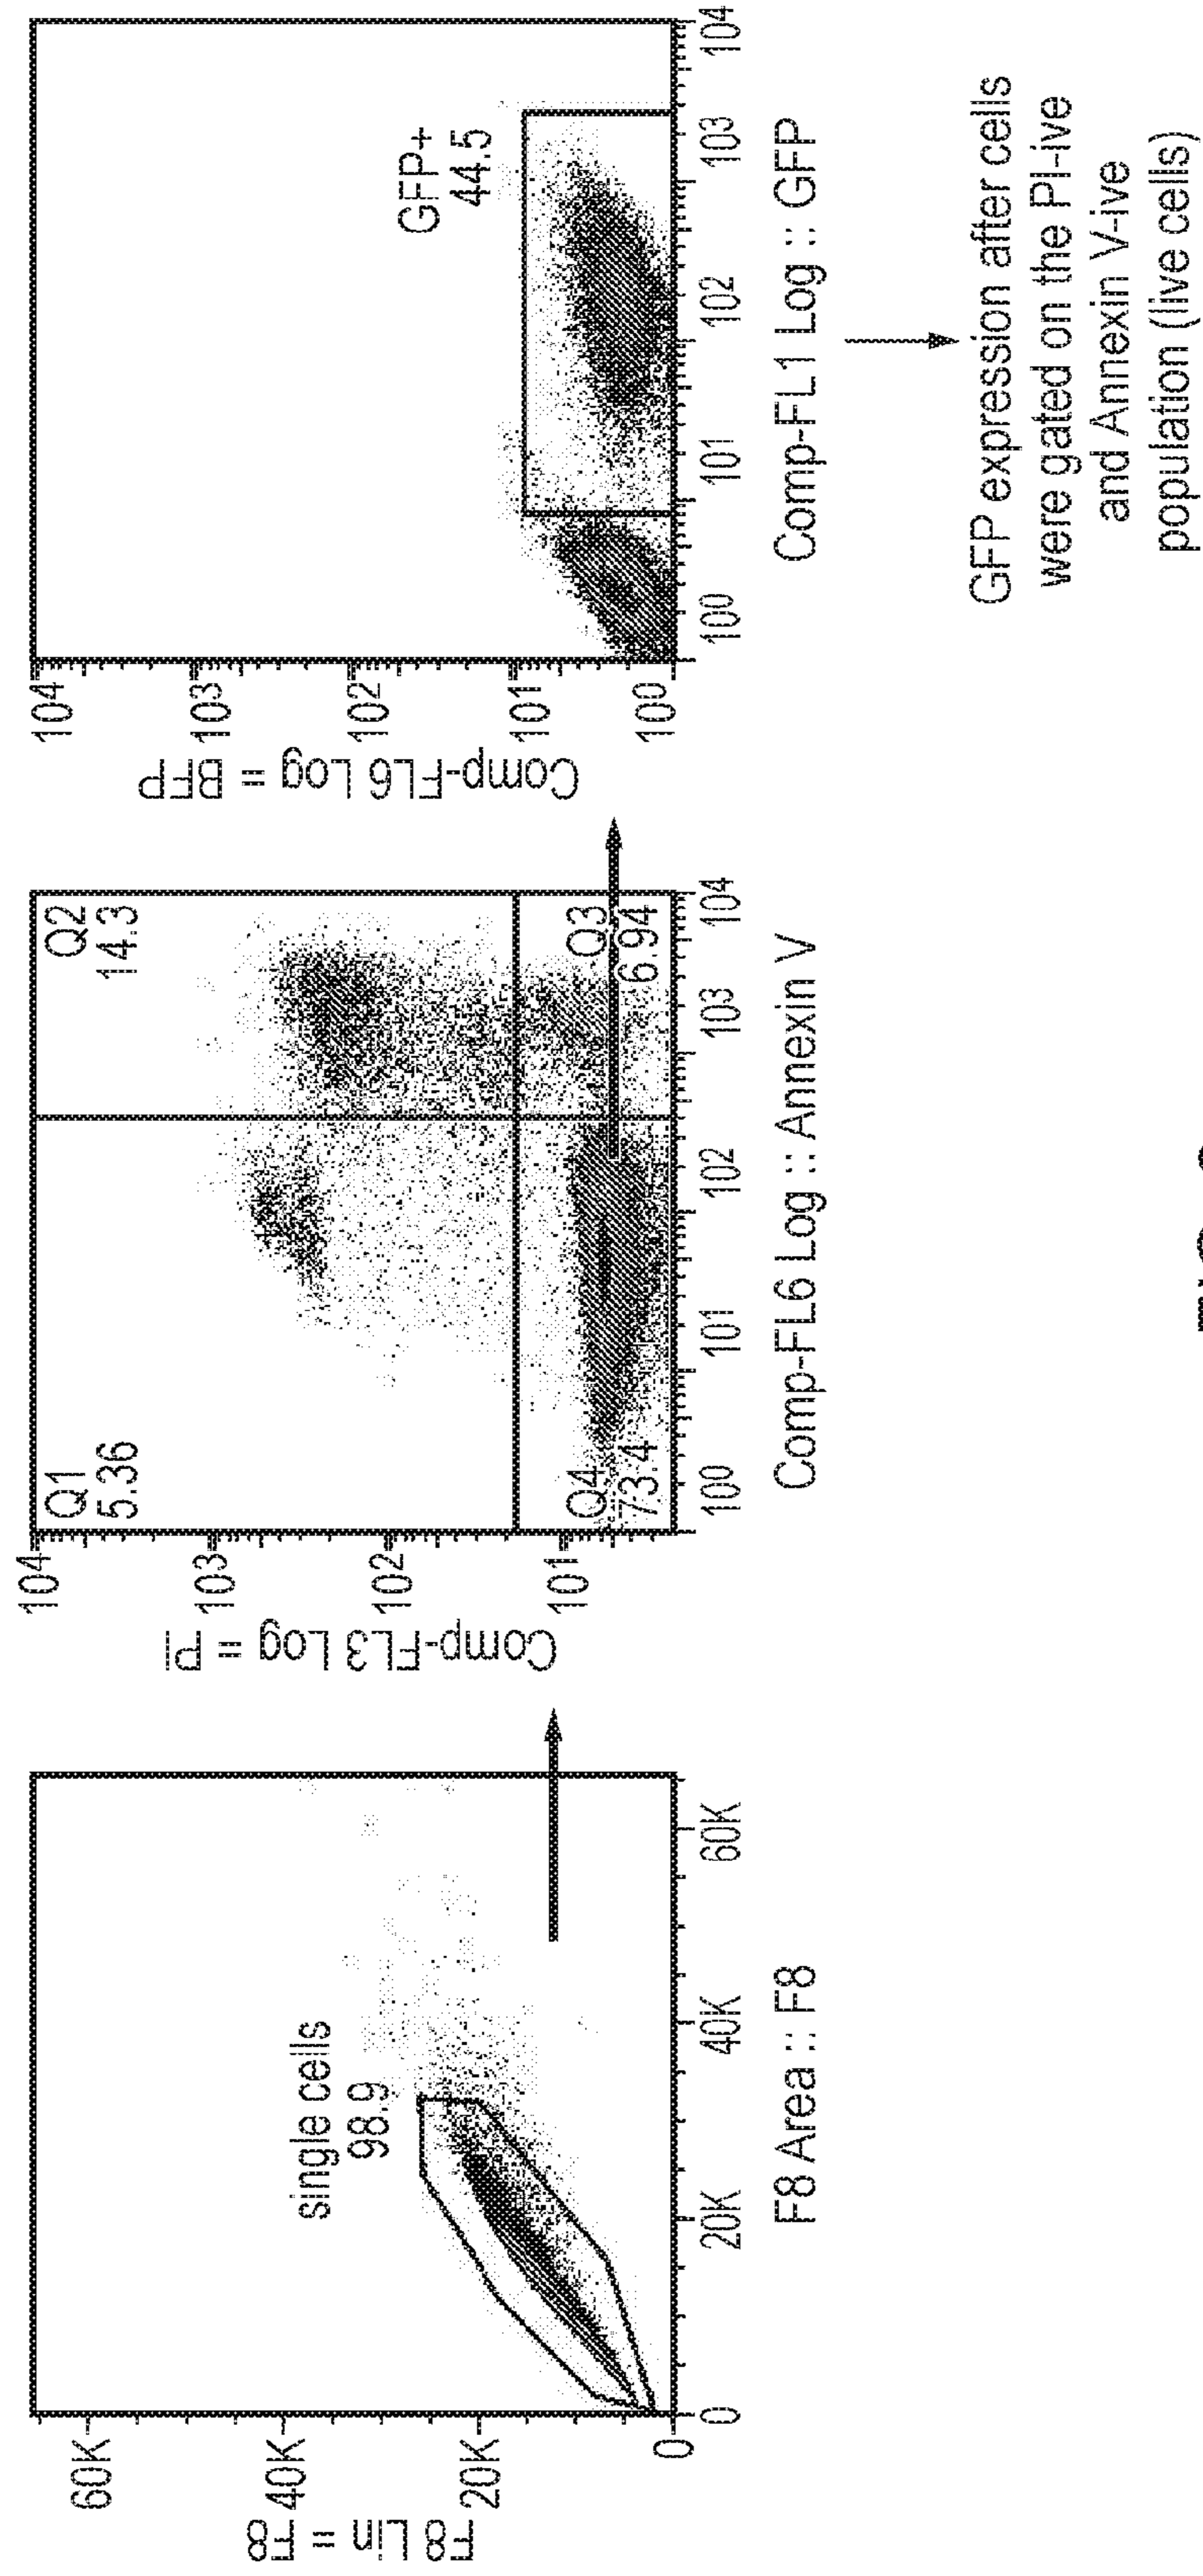 F8 Lin = F8
60K
40K
20K
0
single cells
98.9
0
20K
40K
60K
F8 Area :: F8
Comp-FL3 Log = PI
104
103
102
101
Q1
5.36
Q2
14.3
Q4
73.4
Q3
6.94
100
101
102
103
104
Comp-FL6 Log :: Annexin V
Comp-FL6 Log = BFP
104
103
102
101
100
GFP+
44.5
100
101
102
103
104
Comp-FL1 Log :: GFP
GFP expression after cells
were gated on the PI-ive
and Annexin V-ive
population (live cells)